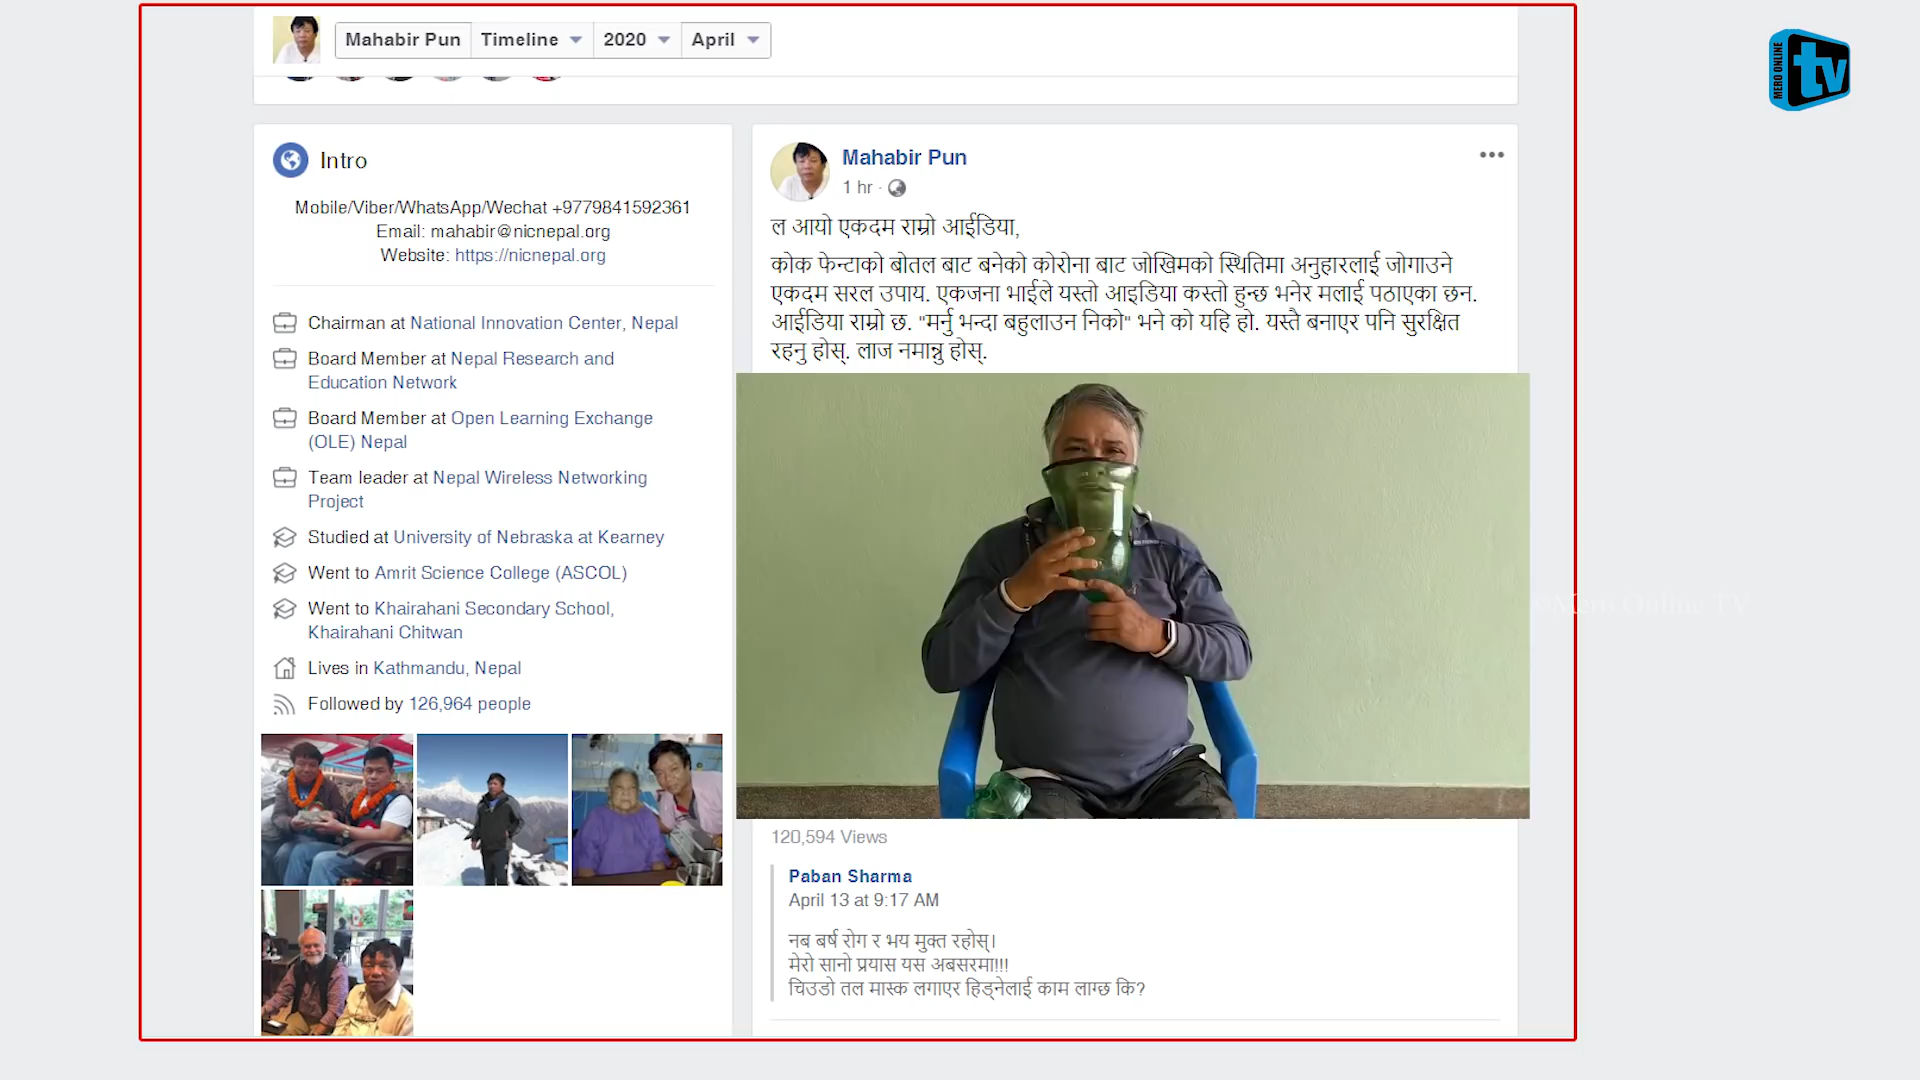 Mahabir Pun
Timeline
2020
April
MERO ONLINE
tv
Intro
Mobile/Viber/WhatsApp/Wechat +9779841592361
Email: mahabir@nicnepal.org
Website: https://nicnepal.org
Chairman at National Innovation Center, Nepal
Board Member at Nepal Research and
Education Network
Board Member at Open Learning Exchange
(OLE) Nepal
Team leader at Nepal Wireless Networking
Project
Studied at University of Nebraska at Kearney
Went to Amrit Science College (ASCOL)
Went to Khairahani Secondary School,
Khairahani Chitwan
Lives in Kathmandu, Nepal
Followed by 126,964 people
Mahabir Pun
1 hr ·
ल आयो एकदम राम्रो आईडिया,
कोक फेन्टाको बोतल बाट बनेको कोरोना बाट जोखिमको स्थितिमा अनुहारलाई जोगाउने
एकदम सरल उपाय. एकजना भाईले यस्तो आइडिया कस्तो हुन्छ भनेर मलाई पठाएका छन.
आईडिया राम्रो छ. "मर्नु भन्दा बहुलाउन निको" भने को यहि हो. यस्तै बनाएर पनि सुरक्षित
रहनु होस्. लाज नमान्नु होस्.
120,594 Views
Paban Sharma
April 13 at 9:17 AM
नब बर्ष रोग र भय मुक्त रहोस्।
मेरो सानो प्रयास यस अबसरमा!!!
चिउडो तल मास्क लगाएर हिड्नेलाई काम लाग्छ कि?
©Mero Online TV